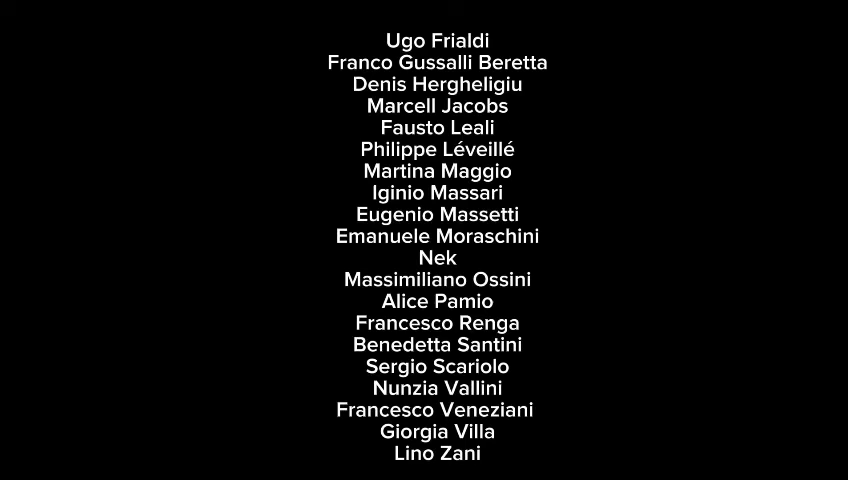 Ugo Frialdi
Franco Gussalli Beretta
Denis Hergheligiu
Marcell Jacobs
Fausto Leali
Philippe Léveillé
Martina Maggio
Iginio Massari
Eugenio Massetti
Emanuele Moraschini
Nek
Massimiliano Ossini
Alice Pamio
Francesco Renga
Benedetta Santini
Sergio Scariolo
Nunzia Vallini
Francesco Veneziani
Giorgia Villa
Lino Zani